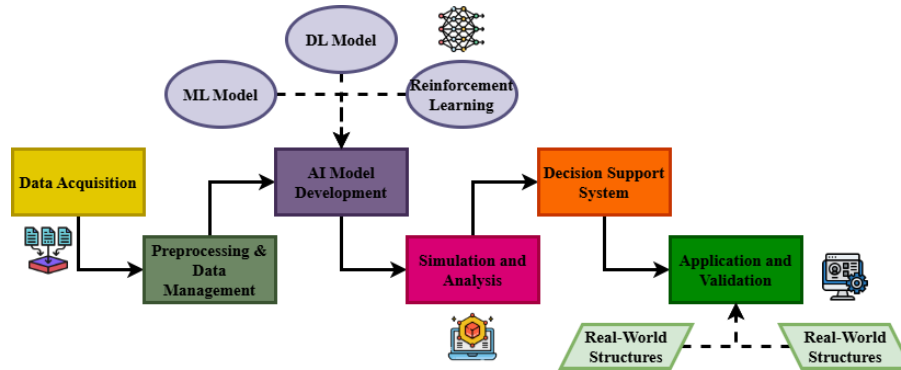 DL Model
ML Model
Reinforcement
Learning
Data Acquisition
AI Model
Development
Decision Support
System
Preprocessing &
Data
Management
Simulation and
Analysis
Application and
Validation
Real-World
Structures
Real-World
Structures